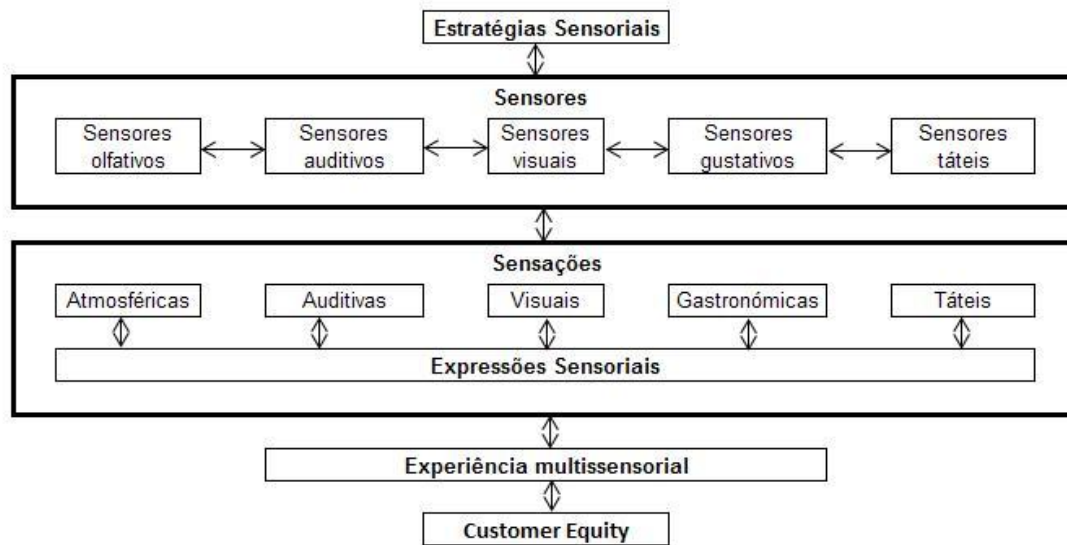 Estratégias Sensoriais
Sensores
Sensores
olfativos
Sensores
auditivos
Sensores
visuais
Sensores
gustativos
Sensores
táteis
Sensações
Atmosféricas
Auditivas
Visuais
Gastronómicas
Táteis
Expressões Sensoriais
Experiência multissensorial
Customer Equity